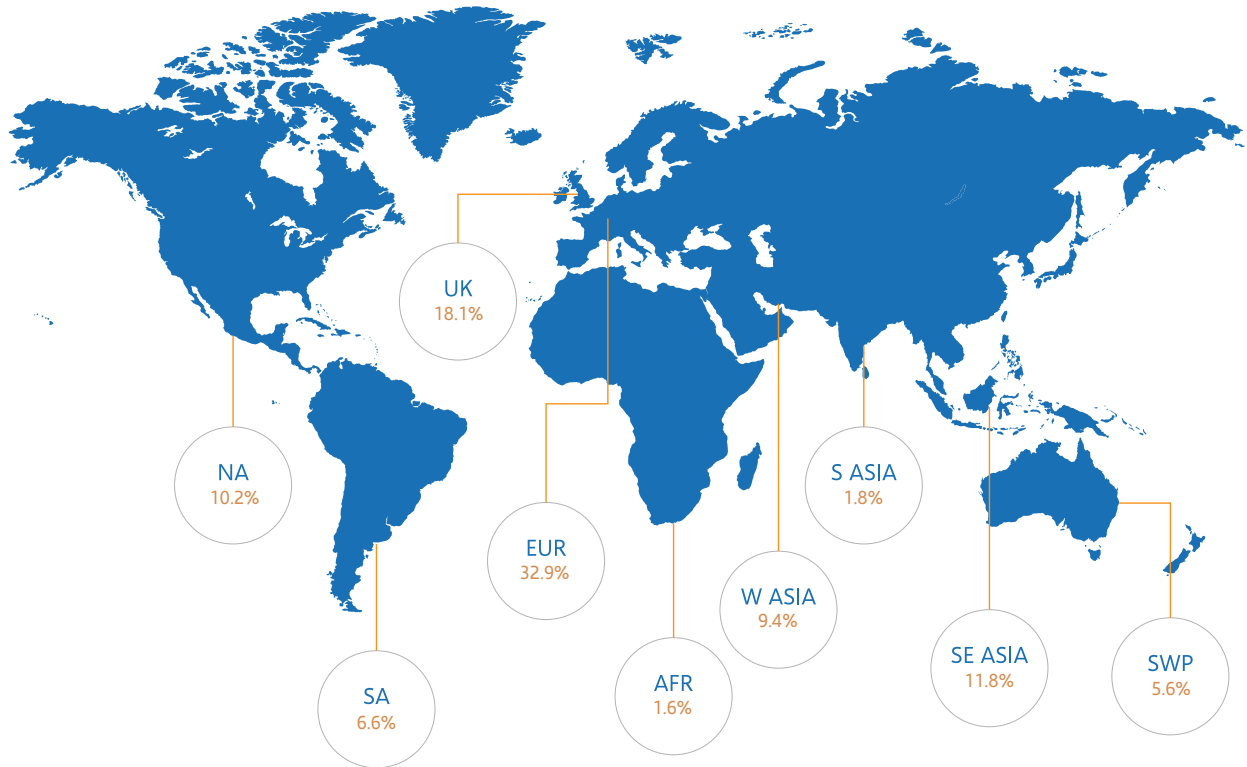 UK
18.1%
NA
10.2%
S ASIA
1.8%
EUR
32.9%
W ASIA
9.4%
SE ASIA
11.8%
SWP
5.6%
AFR
1.6%
SA
6.6%